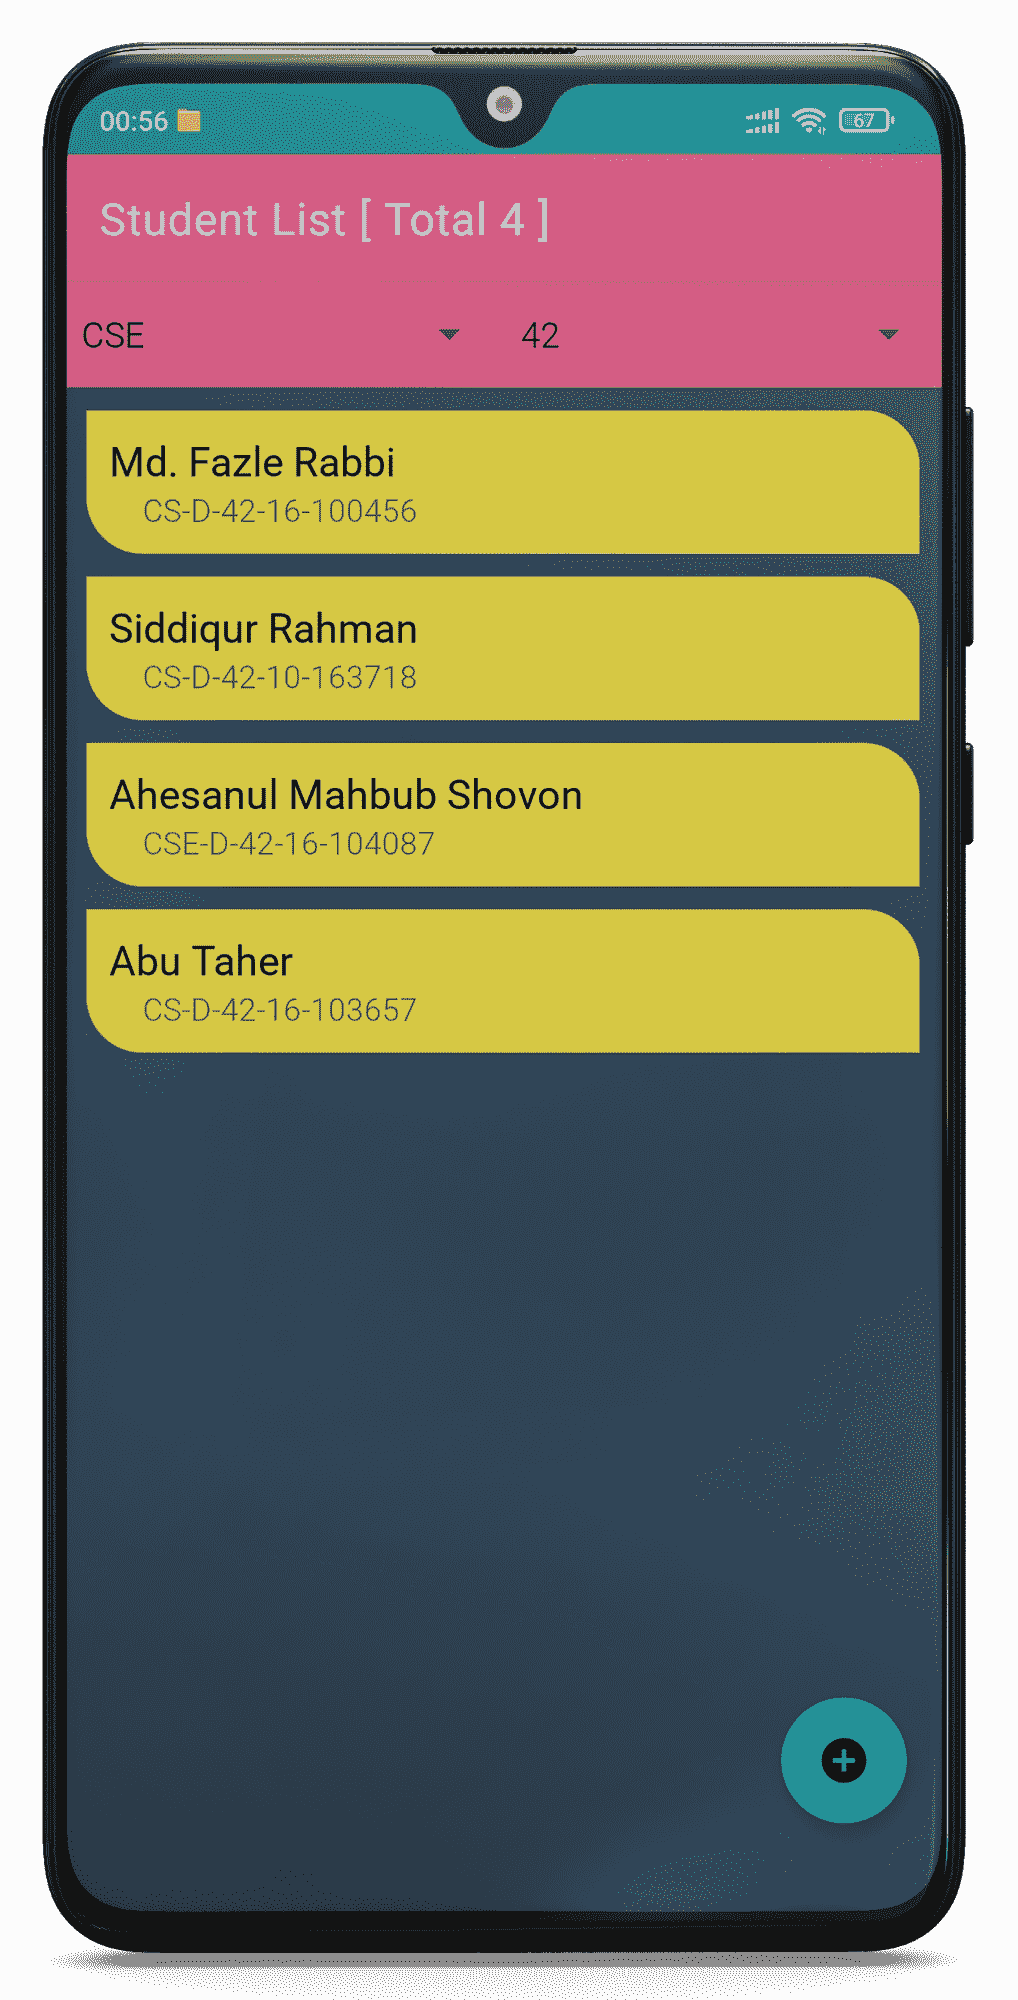 00:56
67
Student List [ Total 4 ]
CSE
42
Md. Fazle Rabbi
CS-D-42-16-100456
Siddiqur Rahman
CS-D-42-10-163718
Ahesanul Mahbub Shovon
CSE-D-42-16-104087
Abu Taher
CS-D-42-16-103657